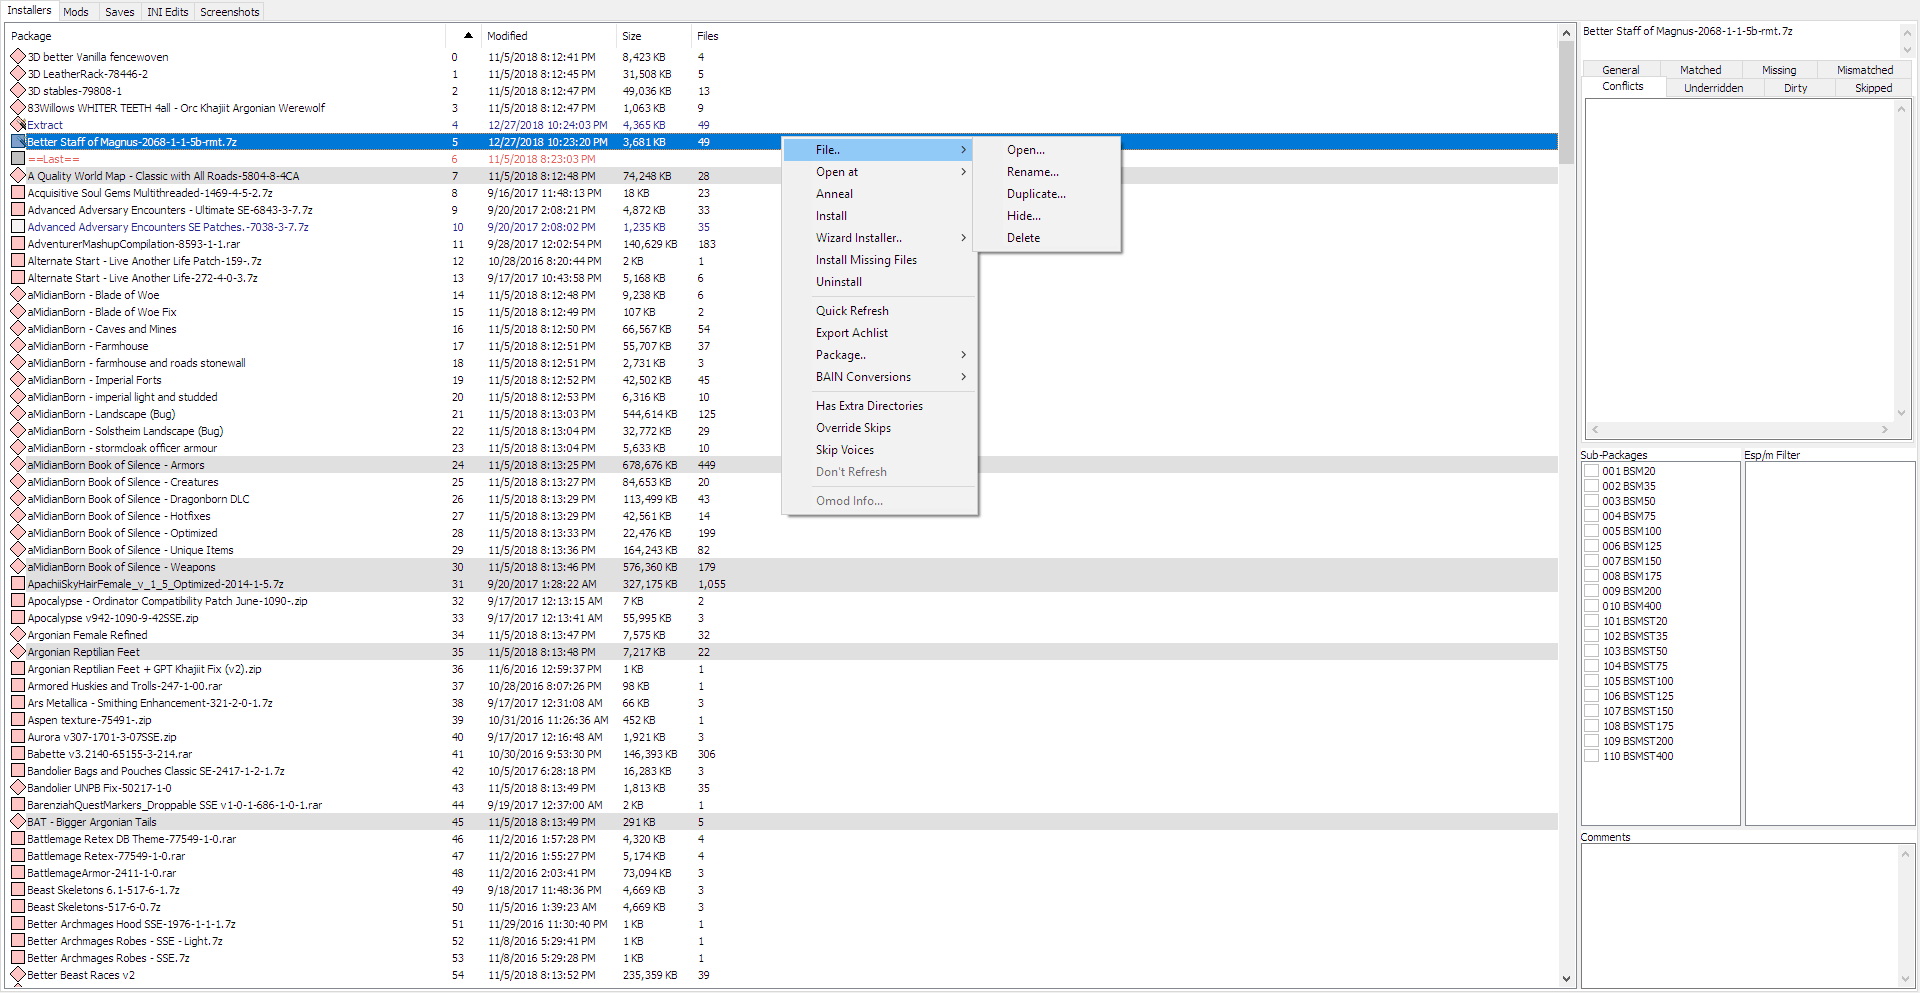 Installers Mods Saves INI Edits Screenshots
Package Modified Size Files
3D better Vanilla fencewoven 0 11/5/2018 8:12:41 PM 8,423 KB 4
3D LeatherRack-78446-2 1 11/5/2018 8:12:45 PM 31,508 KB 5
3D stables-79808-1 2 11/5/2018 8:12:47 PM 49,036 KB 13
83Willows WHITER TEETH 4all - Orc Khajiit Argonian Werewolf 3 11/5/2018 8:12:47 PM 1,063 KB 9
Extract 4 12/27/2018 10:24:03 PM 4,365 KB 49
Better Staff of Magnus-2068-1-1-5b-rmt.7z 5 12/27/2018 10:23:20 PM 3,681 KB 49
==Last== 6 11/5/2018 8:23:03 PM
A Quality World Map - Classic with All Roads-5804-8-4CA 7 11/5/2018 8:12:48 PM 74,248 KB 28
Acquisitive Soul Gems Multithreaded-1469-4-5-2.7z 8 9/16/2017 11:48:13 PM 18 KB 23
Advanced Adversary Encounters - Ultimate SE-6843-3-7.7z 9 9/20/2017 2:08:21 PM 4,872 KB 33
Advanced Adversary Encounters SE Patches.-7038-3-7.7z 10 9/20/2017 2:08:02 PM 1,235 KB 35
AdventurerMashupCompilation-8593-1-1.rar 11 9/28/2017 12:02:54 PM 140,629 KB 183
Alternate Start - Live Another Life Patch-159-.7z 12 10/28/2016 8:20:44 PM 2 KB 1
Alternate Start - Live Another Life-272-4-0-3.7z 13 9/17/2017 10:43:58 PM 5,168 KB 6
aMidianBorn - Blade of Woe 14 11/5/2018 8:12:48 PM 9,238 KB 6
aMidianBorn - Blade of Woe Fix 15 11/5/2018 8:12:49 PM 107 KB 2
aMidianBorn - Caves and Mines 16 11/5/2018 8:12:50 PM 66,567 KB 54
aMidianBorn - Farmhouse 17 11/5/2018 8:12:51 PM 55,707 KB 37
aMidianBorn - farmhouse and roads stonewall 18 11/5/2018 8:12:51 PM 2,731 KB 3
aMidianBorn - Imperial Forts 19 11/5/2018 8:12:52 PM 42,502 KB 45
aMidianBorn - imperial light and studded 20 11/5/2018 8:12:53 PM 6,316 KB 10
aMidianBorn - Landscape (Bug) 21 11/5/2018 8:13:03 PM 544,614 KB 125
aMidianBorn - Solstheim Landscape (Bug) 22 11/5/2018 8:13:04 PM 32,772 KB 29
aMidianBorn - stormcloak officer armour 23 11/5/2018 8:13:04 PM 5,633 KB 10
aMidianBorn Book of Silence - Armors 24 11/5/2018 8:13:25 PM 678,676 KB 449
aMidianBorn Book of Silence - Creatures 25 11/5/2018 8:13:27 PM 84,653 KB 20
aMidianBorn Book of Silence - Dragonborn DLC 26 11/5/2018 8:13:29 PM 113,499 KB 43
aMidianBorn Book of Silence - Hotfixes 27 11/5/2018 8:13:29 PM 42,561 KB 14
aMidianBorn Book of Silence - Optimized 28 11/5/2018 8:13:33 PM 22,476 KB 199
aMidianBorn Book of Silence - Unique Items 29 11/5/2018 8:13:36 PM 164,243 KB 82
aMidianBorn Book of Silence - Weapons 30 11/5/2018 8:13:46 PM 576,360 KB 179
ApachiiSkyHairFemale_v_1_5_Optimized-2014-1-5.7z 31 9/20/2017 1:28:22 AM 327,175 KB 1,055
Apocalypse - Ordinator Compatibility Patch June-1090-.zip 32 9/17/2017 12:13:15 AM 7 KB 2
Apocalypse v942-1090-9-42SSE.zip 33 9/17/2017 12:13:41 AM 55,995 KB 3
Argonian Female Refined 34 11/5/2018 8:13:47 PM 7,575 KB 32
Argonian Reptilian Feet 35 11/5/2018 8:13:48 PM 7,217 KB 22
Argonian Reptilian Feet + GPT Khajiit Fix (v2).zip 36 11/6/2016 12:59:37 PM 1 KB 1
Armored Huskies and Trolls-247-1-00.rar 37 10/28/2016 8:07:26 PM 98 KB 1
Ars Metallica - Smithing Enhancement-321-2-0-1.7z 38 9/17/2017 12:31:08 AM 66 KB 3
Aspen texture-75491-.zip 39 10/31/2016 11:26:36 AM 452 KB 1
Aurora v307-1701-3-07SSE.zip 40 9/17/2017 12:16:48 AM 1,921 KB 3
Babette v3.2140-65155-3-214.rar 41 10/30/2016 9:53:30 PM 146,393 KB 306
Bandolier Bags and Pouches Classic SE-2417-1-2-1.7z 42 10/5/2017 6:28:18 PM 16,283 KB 3
Bandolier UNPB Fix-50217-1-0 43 11/5/2018 8:13:49 PM 1,813 KB 35
BarenziahQuestMarkers_Droppable SSE v1-0-1-686-1-0-1.rar 44 9/19/2017 12:37:00 AM 2 KB 1
BAT - Bigger Argonian Tails 45 11/5/2018 8:13:49 PM 291 KB 5
Battlemage Retex DB Theme-77549-1-0.rar 46 11/2/2016 1:57:28 PM 4,320 KB 4
Battlemage Retex-77549-1-0.rar 47 11/2/2016 1:55:27 PM 5,174 KB 4
BattlemageArmor-2411-1-0.rar 48 11/2/2016 2:03:41 PM 73,094 KB 3
Beast Skeletons 6.1-517-6-1.7z 49 9/18/2017 11:48:36 PM 4,669 KB 3
Beast Skeletons-517-6-0.7z 50 11/5/2016 1:39:23 AM 4,669 KB 3
Better Archmages Hood SSE-1976-1-1-1.7z 51 11/29/2016 11:30:40 PM 1 KB 1
Better Archmages Robes - SSE - Light.7z 52 11/8/2016 5:29:41 PM 1 KB 1
Better Archmages Robes - SSE.7z 53 11/8/2016 5:29:28 PM 1 KB 1
Better Beast Races v2 54 11/5/2018 8:13:52 PM 235,359 KB 39
File..
Open at
Anneal
Install
Wizard Installer..
Install Missing Files
Uninstall
Quick Refresh
Export Achlist
Package..
BAIN Conversions
Has Extra Directories
Override Skips
Skip Voices
Don't Refresh
Omod Info...
Open...
Rename...
Duplicate...
Hide...
Delete
Better Staff of Magnus-2068-1-1-5b-rmt.7z
General Matched Missing Mismatched
Conflicts Underridden Dirty Skipped
Sub-Packages Esp/m Filter
001 BSM20
002 BSM35
003 BSM50
004 BSM75
005 BSM100
006 BSM125
007 BSM150
008 BSM175
009 BSM200
010 BSM400
101 BSMST20
102 BSMST35
103 BSMST50
104 BSMST75
105 BSMST100
106 BSMST125
107 BSMST150
108 BSMST175
109 BSMST200
110 BSMST400
Comments